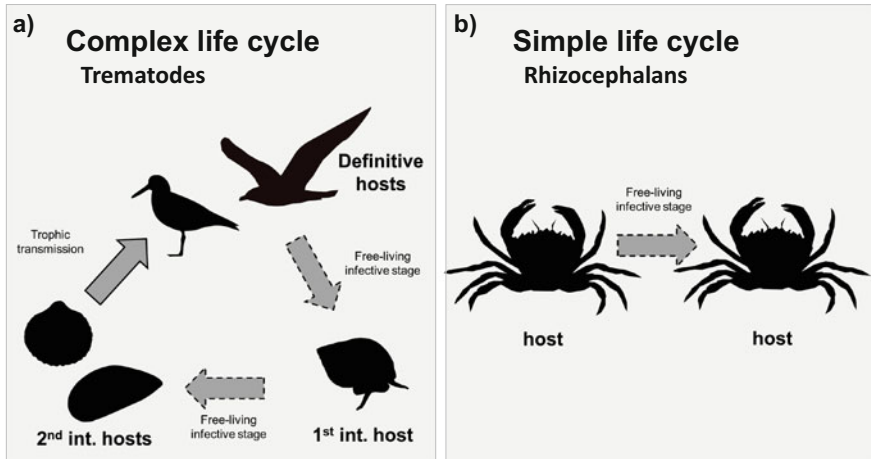 a)
Complex life cycle
Trematodes
Definitive
hosts
Trophic
transmission
Free-living
infective stage
Free-living
infective stage
2nd int. hosts
1st int. host
b)
Simple life cycle
Rhizocephalans
Free-living
infective stage
host
host